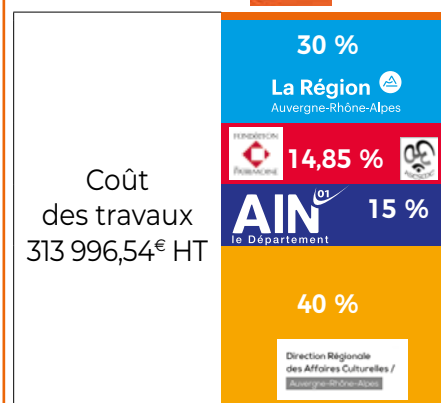 Coût
des travaux
313 996,54€ HT
30 %
La Région
Auvergne-Rhône-Alpes
FONDATION
PATRIMOINE
14,85 %
AIN 01
le Département
15 %
40 %
Direction Régionale
des Affaires Culturelles /
Auvergne-Rhône-Alpes